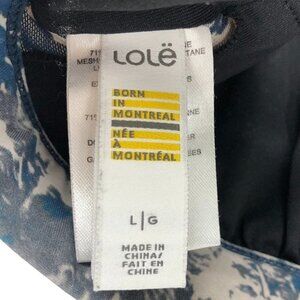 LOLË
BORN
IN
MONTREAL
NÉE
À
MONTRÉAL
L|G
MADE IN
CHINA/
FAIT EN
CHINE